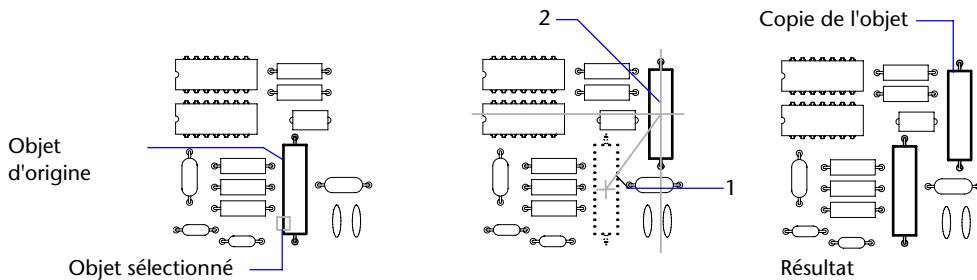 Objet
d'origine
Objet sélectionné
2
1
Copie de l'objet
Résultat